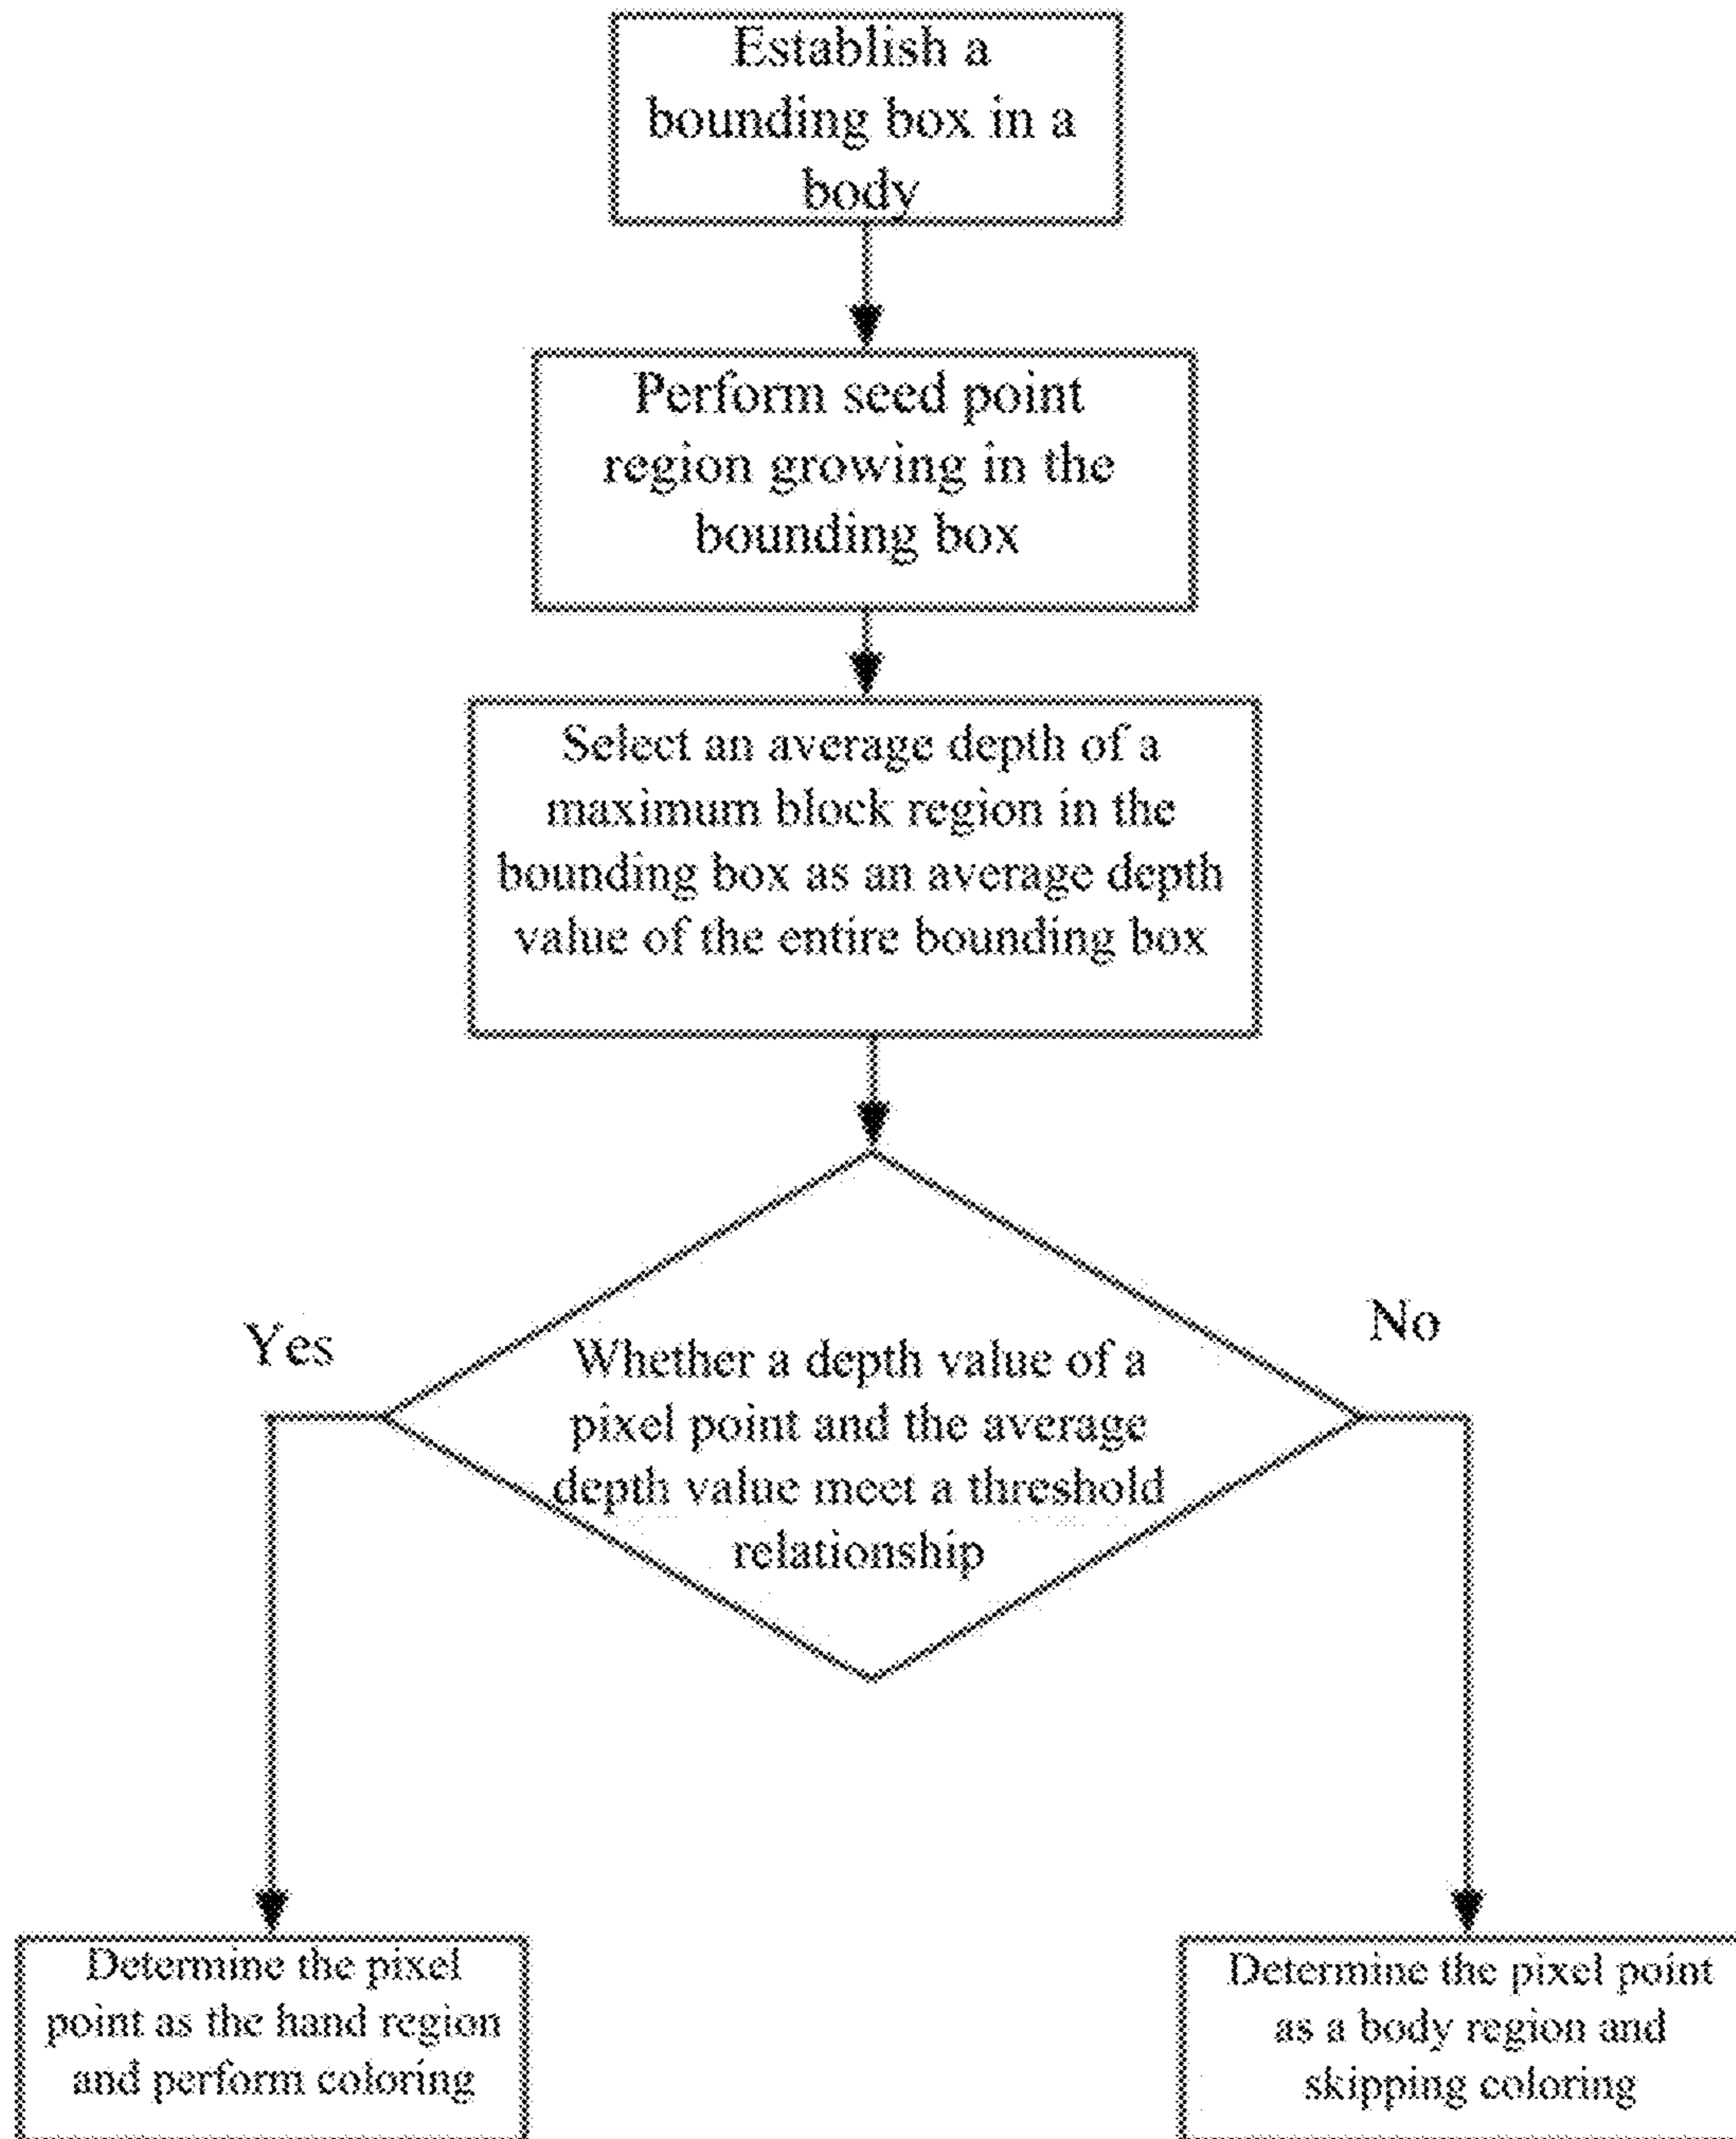 Establish a
bounding box in a
body
Perform seed point
region growing in the
bounding box
Select an average depth of a
maximum block region in the
bounding box as an average depth
value of the entire bounding box
Yes
No
Whether a depth value of a
pixel point and the average
depth value meet a threshold
relationship
Determine the pixel
point as the hand region
and perform coloring
Determine the pixel point
as a body region and
skipping coloring